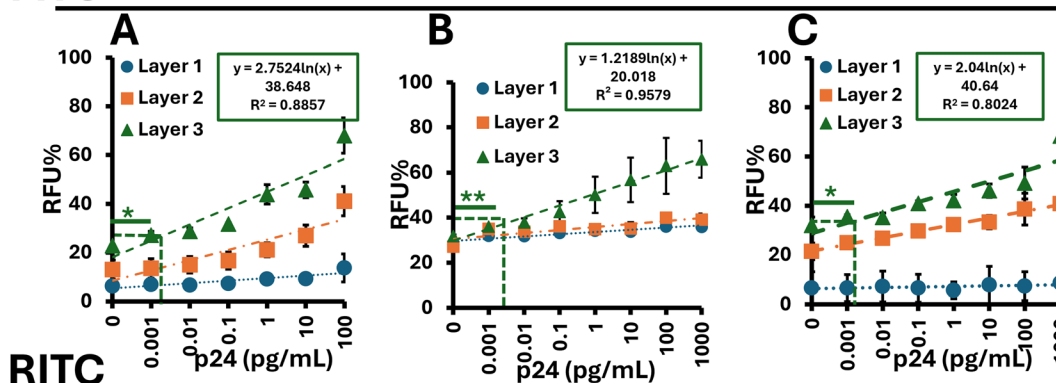 A
100
80
60
40
20
0
RFU%
Layer 1
Layer 2
Layer 3
y = 2.7524ln(x) +
38.648
R² = 0.8857
*
0
0.001
0.01
0.1
1
10
100
p24 (pg/mL)
B
100
80
60
40
20
0
RFU%
Layer 1
Layer 2
Layer 3
y = 1.2189ln(x) +
20.018
R² = 0.9579
**
0
0.001
0.01
0.1
1
10
100
1000
p24 (pg/mL)
C
100
80
60
40
20
0
RFU%
Layer 1
Layer 2
Layer 3
y = 2.04ln(x) +
40.64
R² = 0.8024
*
0
0.001
0.01
0.1
1
10
100
p24 (pg/mL)
RITC